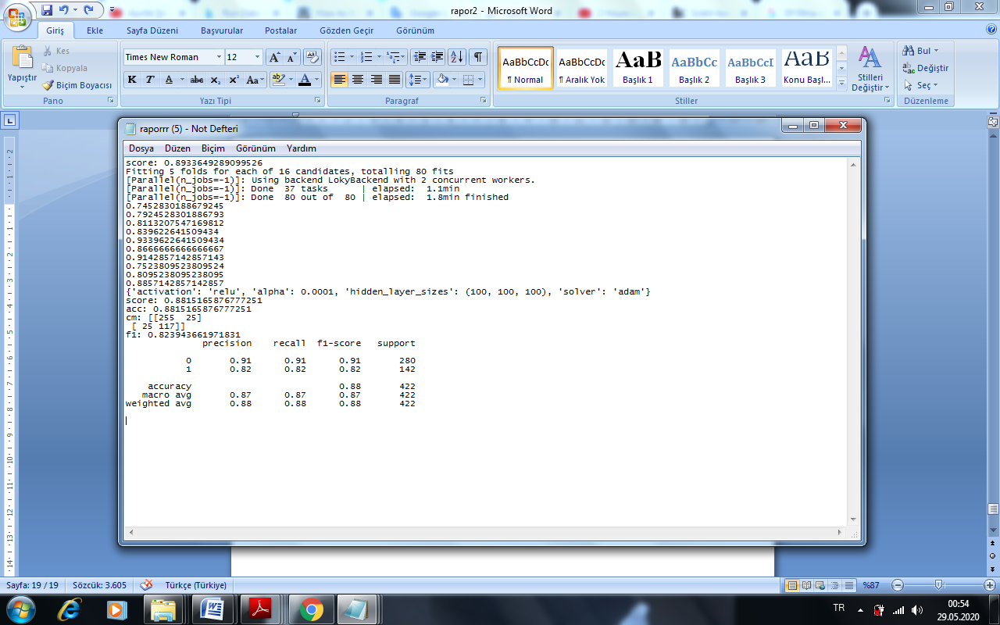 rapor2 - Microsoft Word
Giriş Ekle Sayfa Düzeni Başvurular Postalar Gözden Geçir Görünüm
Yapıştır
Kes
Kopyala
Biçim Boyacısı
Pano
Times New Roman 12
K T A abc x₂ x² Aa
Yazı Tipi
Paragraf
AaBbCcDc AaBbCcDc AaB AaBbCc AaBbCcI AaBbCc
¶ Normal ¶ Aralık Yok Başlık 1 Başlık 2 Başlık 3 Konu Başl...
Stilleri Değiştir
Stiller
Bul
Değiştir
Seç
Düzenleme
raporrr (5) - Not Defteri
Dosya Düzen Biçim Görünüm Yardım
score: 0.8933649289099526
Fitting 5 folds for each of 16 candidates, totalling 80 fits
[Parallel(n_jobs=-1)]: Using backend LokyBackend with 2 concurrent workers.
[Parallel(n_jobs=-1)]: Done 37 tasks | elapsed: 1.1min
[Parallel(n_jobs=-1)]: Done 80 out of 80 | elapsed: 1.8min finished
0.7452830188679245
0.7924528301886793
0.8113207547169812
0.839622641509434
0.9339622641509434
0.8666666666666667
0.9142857142857143
0.7523809523809524
0.8095238095238095
0.8857142857142857
{'activation': 'relu', 'alpha': 0.0001, 'hidden_layer_sizes': (100, 100, 100), 'solver': 'adam'}
score: 0.8815165876777251
acc: 0.8815165876777251
cm: [[255 25]
[ 25 117]]
f1: 0.823943661971831
precision recall f1-score support
0 0.91 0.91 0.91 280
1 0.82 0.82 0.82 142
accuracy 0.88 422
macro avg 0.87 0.87 0.87 422
weighted avg 0.88 0.88 0.88 422
Sayfa: 19 / 19 Sözcük: 3.605 Türkçe (Türkiye) %87
TR 00:54
29.05.2020